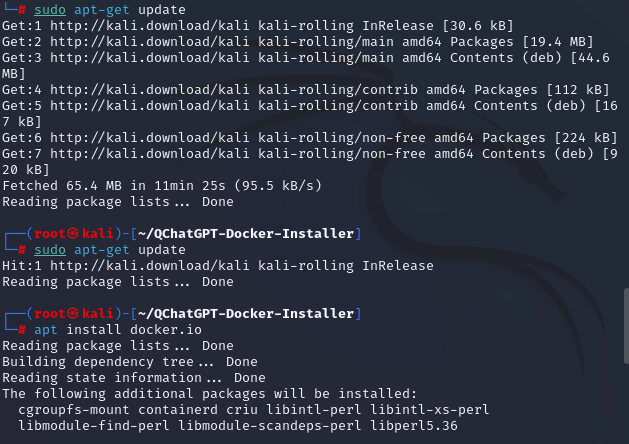 └─# sudo apt-get update
Get:1 http://kali.download/kali kali-rolling InRelease [30.6 kB]
Get:2 http://kali.download/kali kali-rolling/main amd64 Packages [19.4 MB]
Get:3 http://kali.download/kali kali-rolling/main amd64 Contents (deb) [44.6
MB]
Get:4 http://kali.download/kali kali-rolling/contrib amd64 Packages [112 kB]
Get:5 http://kali.download/kali kali-rolling/contrib amd64 Contents (deb) [16
7 kB]
Get:6 http://kali.download/kali kali-rolling/non-free amd64 Packages [224 kB]
Get:7 http://kali.download/kali kali-rolling/non-free amd64 Contents (deb) [9
20 kB]
Fetched 65.4 MB in 11min 25s (95.5 kB/s)
Reading package lists... Done
┌──(root㉿kali)-[~/QChatGPT-Docker-Installer]
└─# sudo apt-get update
Hit:1 http://kali.download/kali kali-rolling InRelease
Reading package lists... Done
┌──(root㉿kali)-[~/QChatGPT-Docker-Installer]
└─# apt install docker.io
Reading package lists... Done
Building dependency tree... Done
Reading state information... Done
The following additional packages will be installed:
  cgroupfs-mount containerd criu libintl-perl libintl-xs-perl
  libmodule-find-perl libmodule-scandeps-perl libperl5.36